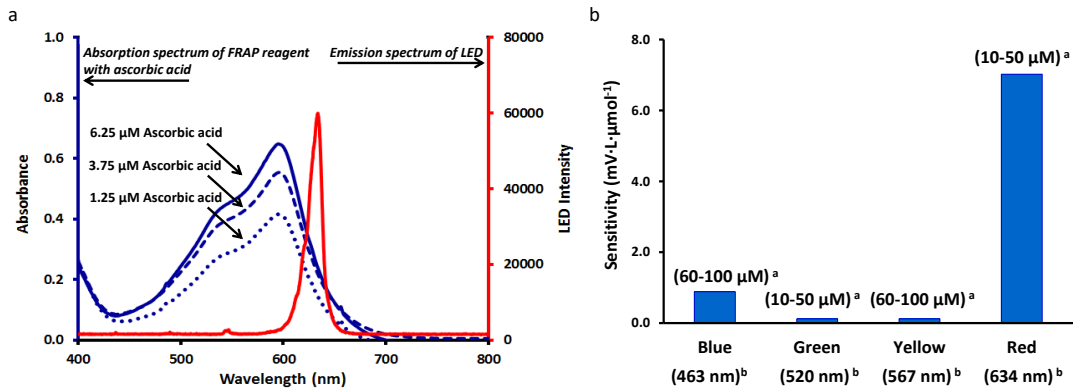 a
Absorption spectrum of FRAP reagent
with ascorbic acid
Emission spectrum of LED
6.25 µM Ascorbic acid
3.75 µM Ascorbic acid
1.25 µM Ascorbic acid
Absorbance
1.0
0.8
0.6
0.4
0.2
0.0
LED Intensity
80000
60000
40000
20000
0
400 500 600 700 800
Wavelength (nm)
b
Sensitivity (mV·L·µmol⁻¹)
8.0
6.0
4.0
2.0
0.0
(60-100 µM) ᵃ
(10-50 µM) ᵃ
(60-100 µM) ᵃ
(10-50 µM) ᵃ
Blue Green Yellow Red
(463 nm)ᵇ (520 nm) ᵇ (567 nm) ᵇ (634 nm) ᵇ